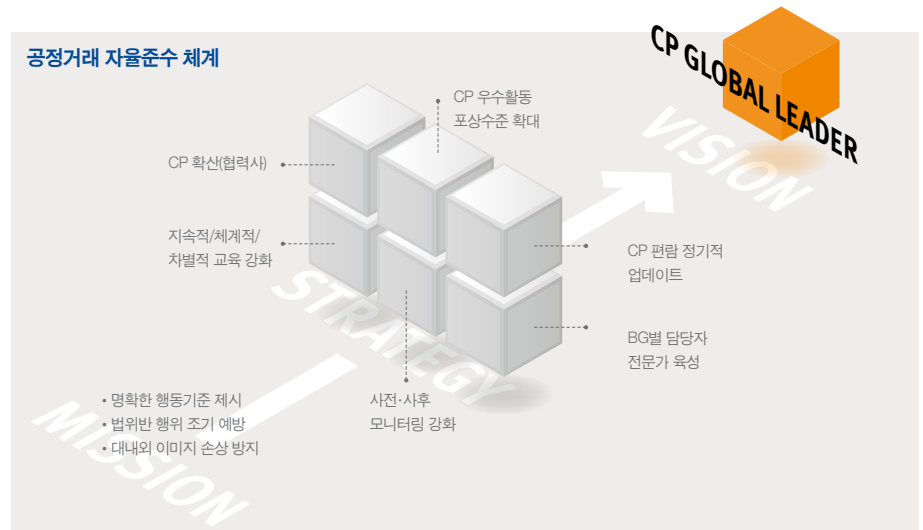 공정거래 자율준수 체계
CP GLOBAL LEADER
VISION
CP 우수활동
포상수준 확대
CP 확산(협력사)
지속적/체계적/
차별적 교육 강화
CP 편람 정기적
업데이트
STRATEGY
BG별 담당자
전문가 육성
사전·사후
모니터링 강화
• 명확한 행동기준 제시
• 법위반 행위 조기 예방
• 대내외 이미지 손상 방지
MISSION